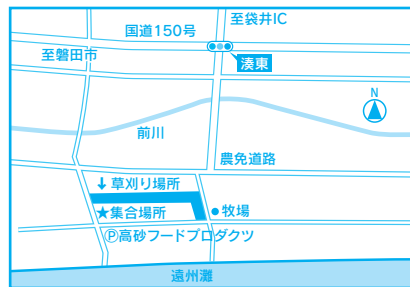 至袋井IC
国道150号
至磐田市
湊東
N
前川
農免道路
↓草刈り場所
★集合場所
●牧場
Ⓟ高砂フードプロダクツ
遠州灘